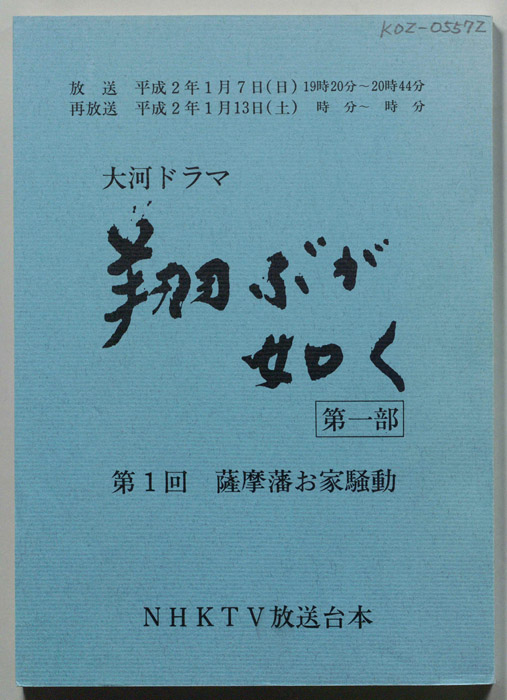 KOZ-05572
放 送 平成2年1月7日(日) 19時20分～20時44分
再放送 平成2年1月13日(土) 時 分～ 時 分
大河ドラマ
翔ぶが
如く
第一部
第1回 薩摩藩お家騒動
NHKTV放送台本